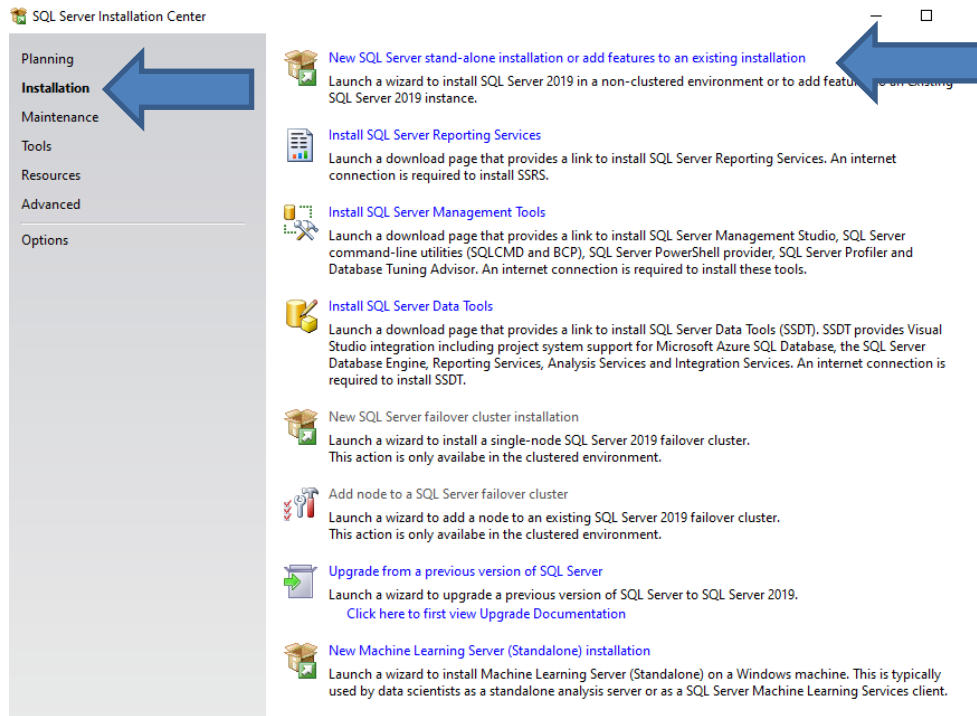 SQL Server Installation Center
Planning
Installation
Maintenance
Tools
Resources
Advanced
Options
New SQL Server stand-alone installation or add features to an existing installation
Launch a wizard to install SQL Server 2019 in a non-clustered environment or to add to an existing
SQL Server 2019 instance.
Install SQL Server Reporting Services
Launch a download page that provides a link to install SQL Server Reporting Services. An internet
connection is required to install SSRS.
Install SQL Server Management Tools
Launch a download page that provides a link to install SQL Server Management Studio, SQL Server
command-line utilities (SQLCMD and BCP), SQL Server PowerShell provider, SQL Server Profiler and
Database Tuning Advisor. An internet connection is required to install these tools.
Install SQL Server Data Tools
Launch a download page that provides a link to install SQL Server Data Tools (SSDT). SSDT provides Visual
Studio integration including project system support for Microsoft Azure SQL Database, the SQL Server
Database Engine, Reporting Services, Analysis Services and Integration Services. An internet connection is
required to install SSDT.
New SQL Server failover cluster installation
Launch a wizard to install a single-node SQL Server 2019 failover cluster.
This action is only availabe in the clustered environment.
Add node to a SQL Server failover cluster
Launch a wizard to add a node to an existing SQL Server 2019 failover cluster.
This action is only availabe in the clustered environment.
Upgrade from a previous version of SQL Server
Launch a wizard to upgrade a previous version of SQL Server to SQL Server 2019.
Click here to first view Upgrade Documentation
New Machine Learning Server (Standalone) installation
Launch a wizard to install Machine Learning Server (Standalone) on a Windows machine. This is typically
used by data scientists as a standalone analysis server or as a SQL Server Machine Learning Services client.